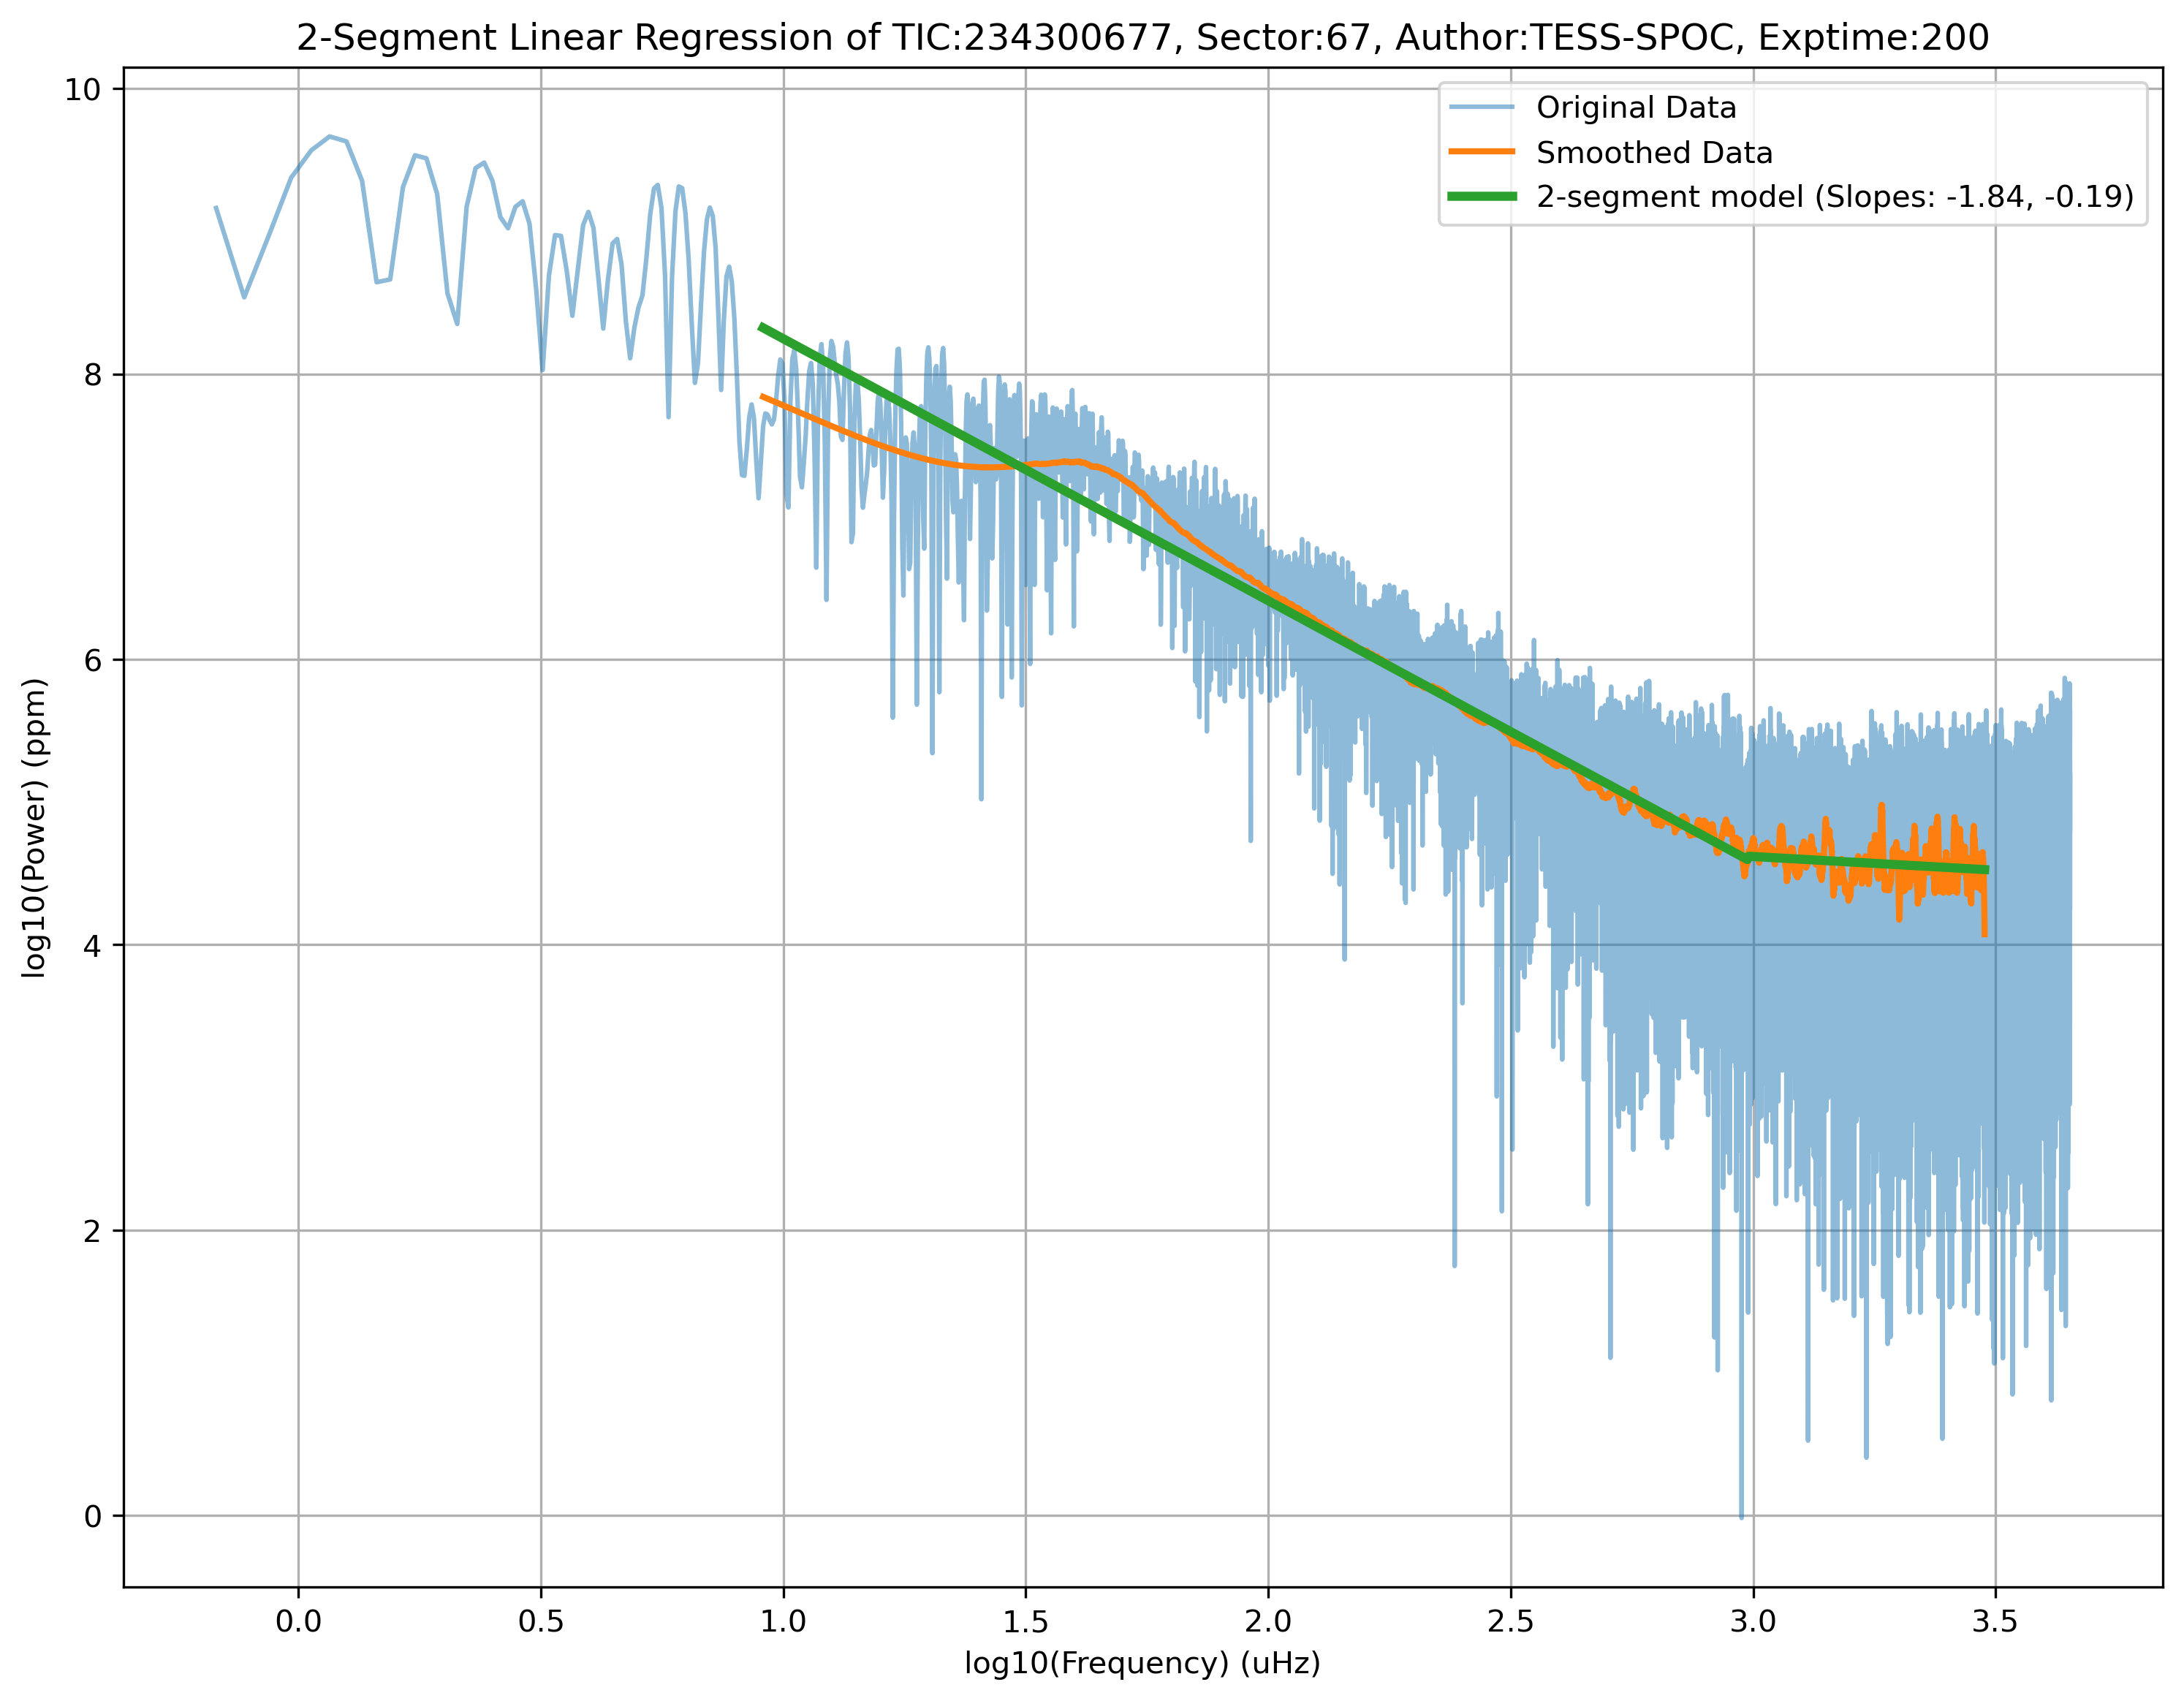 2-Segment Linear Regression of TIC:234300677, Sector:67, Author:TESS-SPOC, Exptime:200
Original Data
Smoothed Data
2-segment model (Slopes: -1.84, -0.19)
log10(Power) (ppm)
10
8
6
4
2
0
0.0 0.5 1.0 1.5 2.0 2.5 3.0 3.5
log10(Frequency) (uHz)